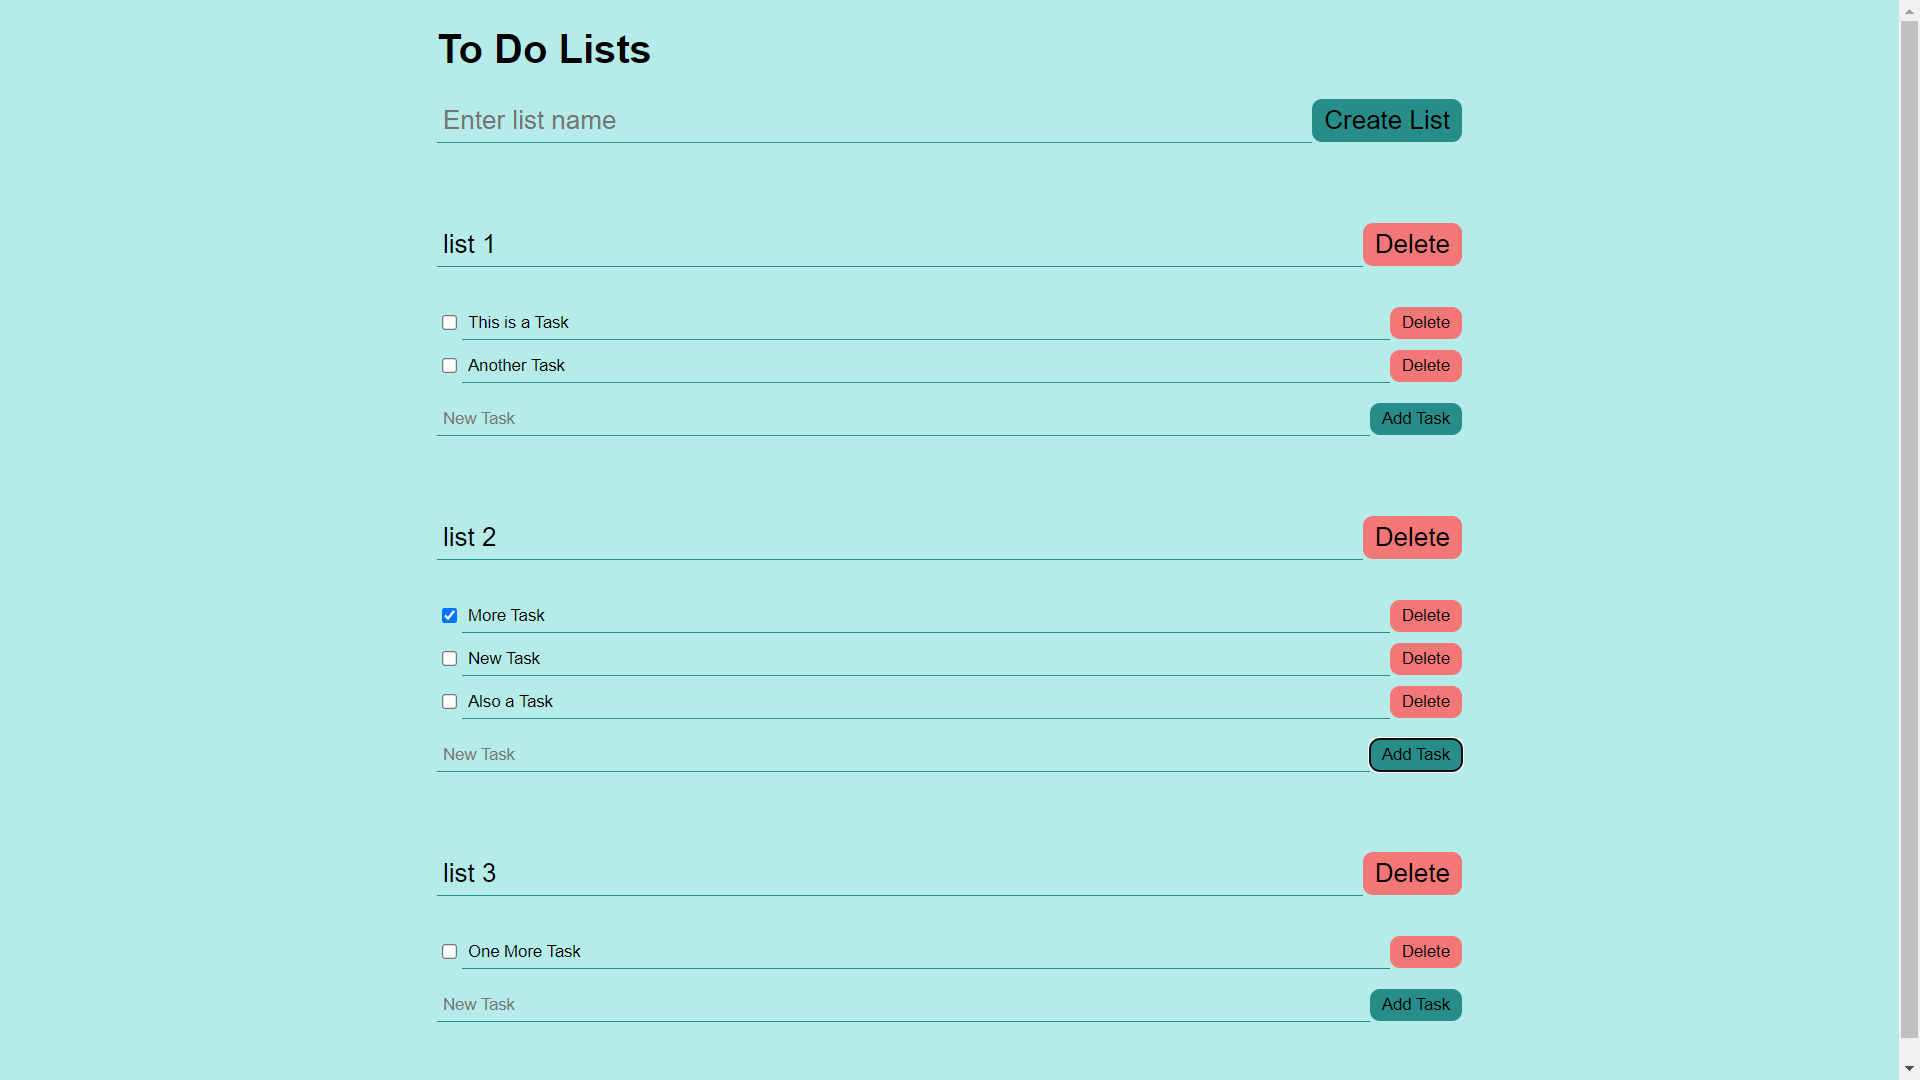 To Do Lists
Enter list name Create List
list 1 Delete
This is a Task Delete
Another Task Delete
New Task Add Task
list 2 Delete
More Task Delete
New Task Delete
Also a Task Delete
New Task Add Task
list 3 Delete
One More Task Delete
New Task Add Task